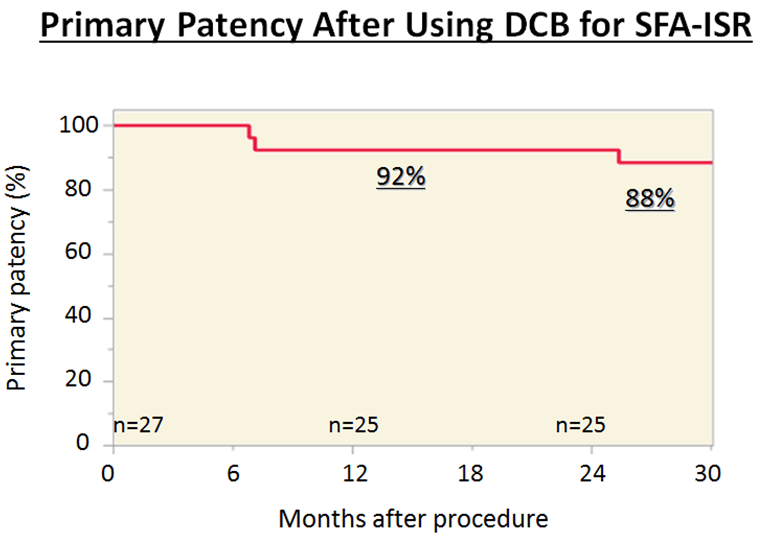 Primary Patency After Using DCB for SFA-ISR
Primary patency (%)
100
80
60
40
20
0
92%
88%
n=27
n=25
n=25
0
6
12
18
24
30
Months after procedure